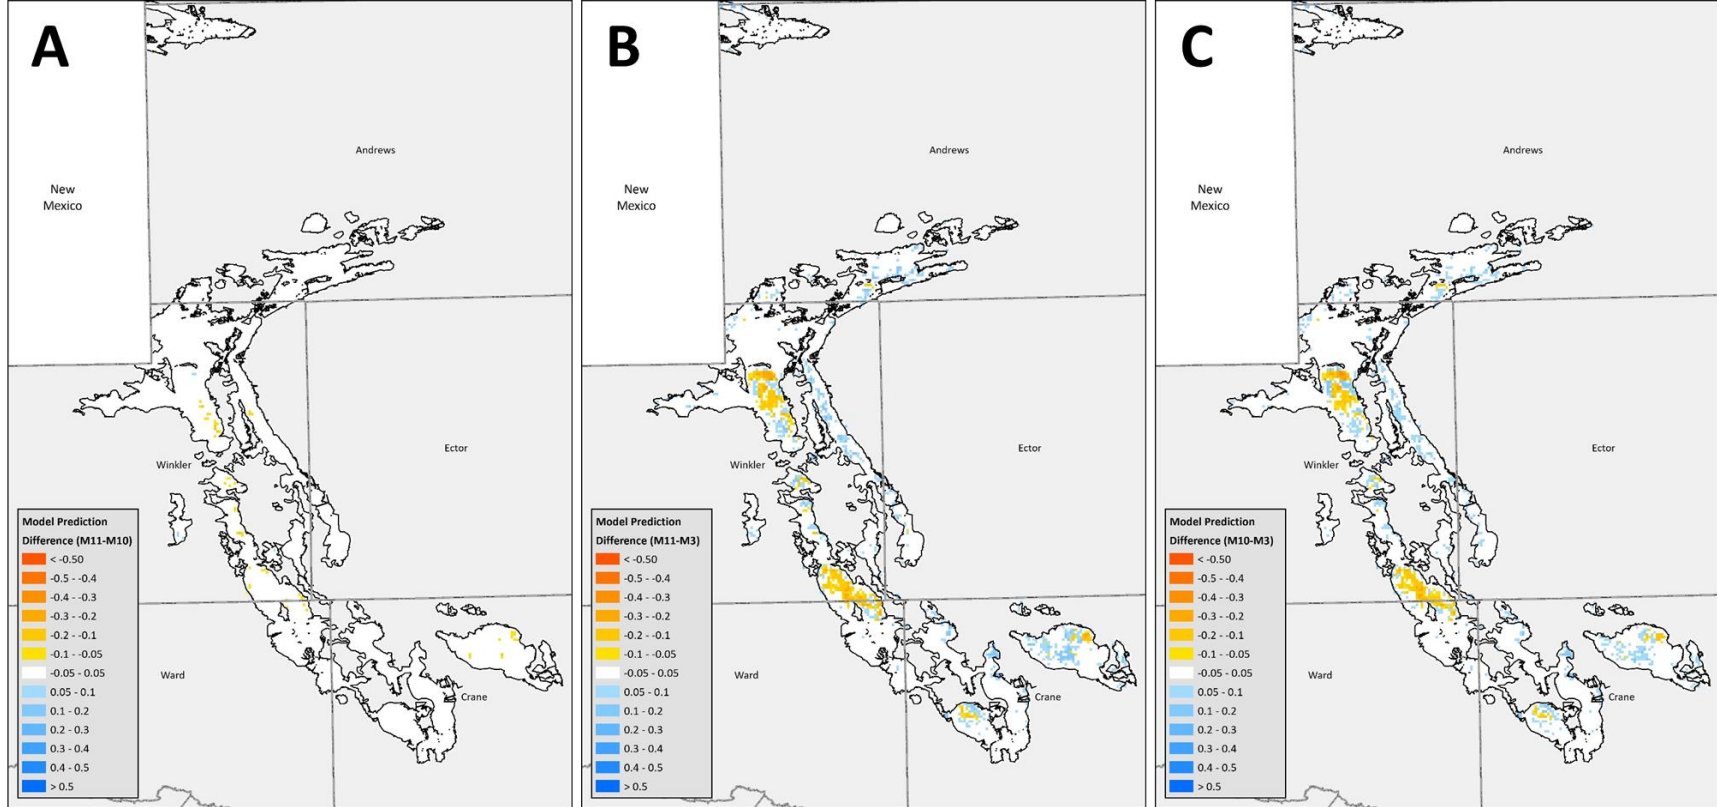 A
Andrews
New
Mexico
Ector
Winkler
Ward
Crane
Model Prediction
Difference (M11-M10)
< -0.50
-0.5 - -0.4
-0.4 - -0.3
-0.3 - -0.2
-0.2 - -0.1
-0.1 - -0.05
-0.05 - 0.05
0.05 - 0.1
0.1 - 0.2
0.2 - 0.3
0.3 - 0.4
0.4 - 0.5
> 0.5
B
Andrews
New
Mexico
Ector
Winkler
Ward
Crane
Model Prediction
Difference (M11-M3)
< -0.50
-0.5 - -0.4
-0.4 - -0.3
-0.3 - -0.2
-0.2 - -0.1
-0.1 - -0.05
-0.05 - 0.05
0.05 - 0.1
0.1 - 0.2
0.2 - 0.3
0.3 - 0.4
0.4 - 0.5
> 0.5
C
Andrews
New
Mexico
Ector
Winkler
Ward
Crane
Model Prediction
Difference (M10-M3)
< -0.50
-0.5 - -0.4
-0.4 - -0.3
-0.3 - -0.2
-0.2 - -0.1
-0.1 - -0.05
-0.05 - 0.05
0.05 - 0.1
0.1 - 0.2
0.2 - 0.3
0.3 - 0.4
0.4 - 0.5
> 0.5